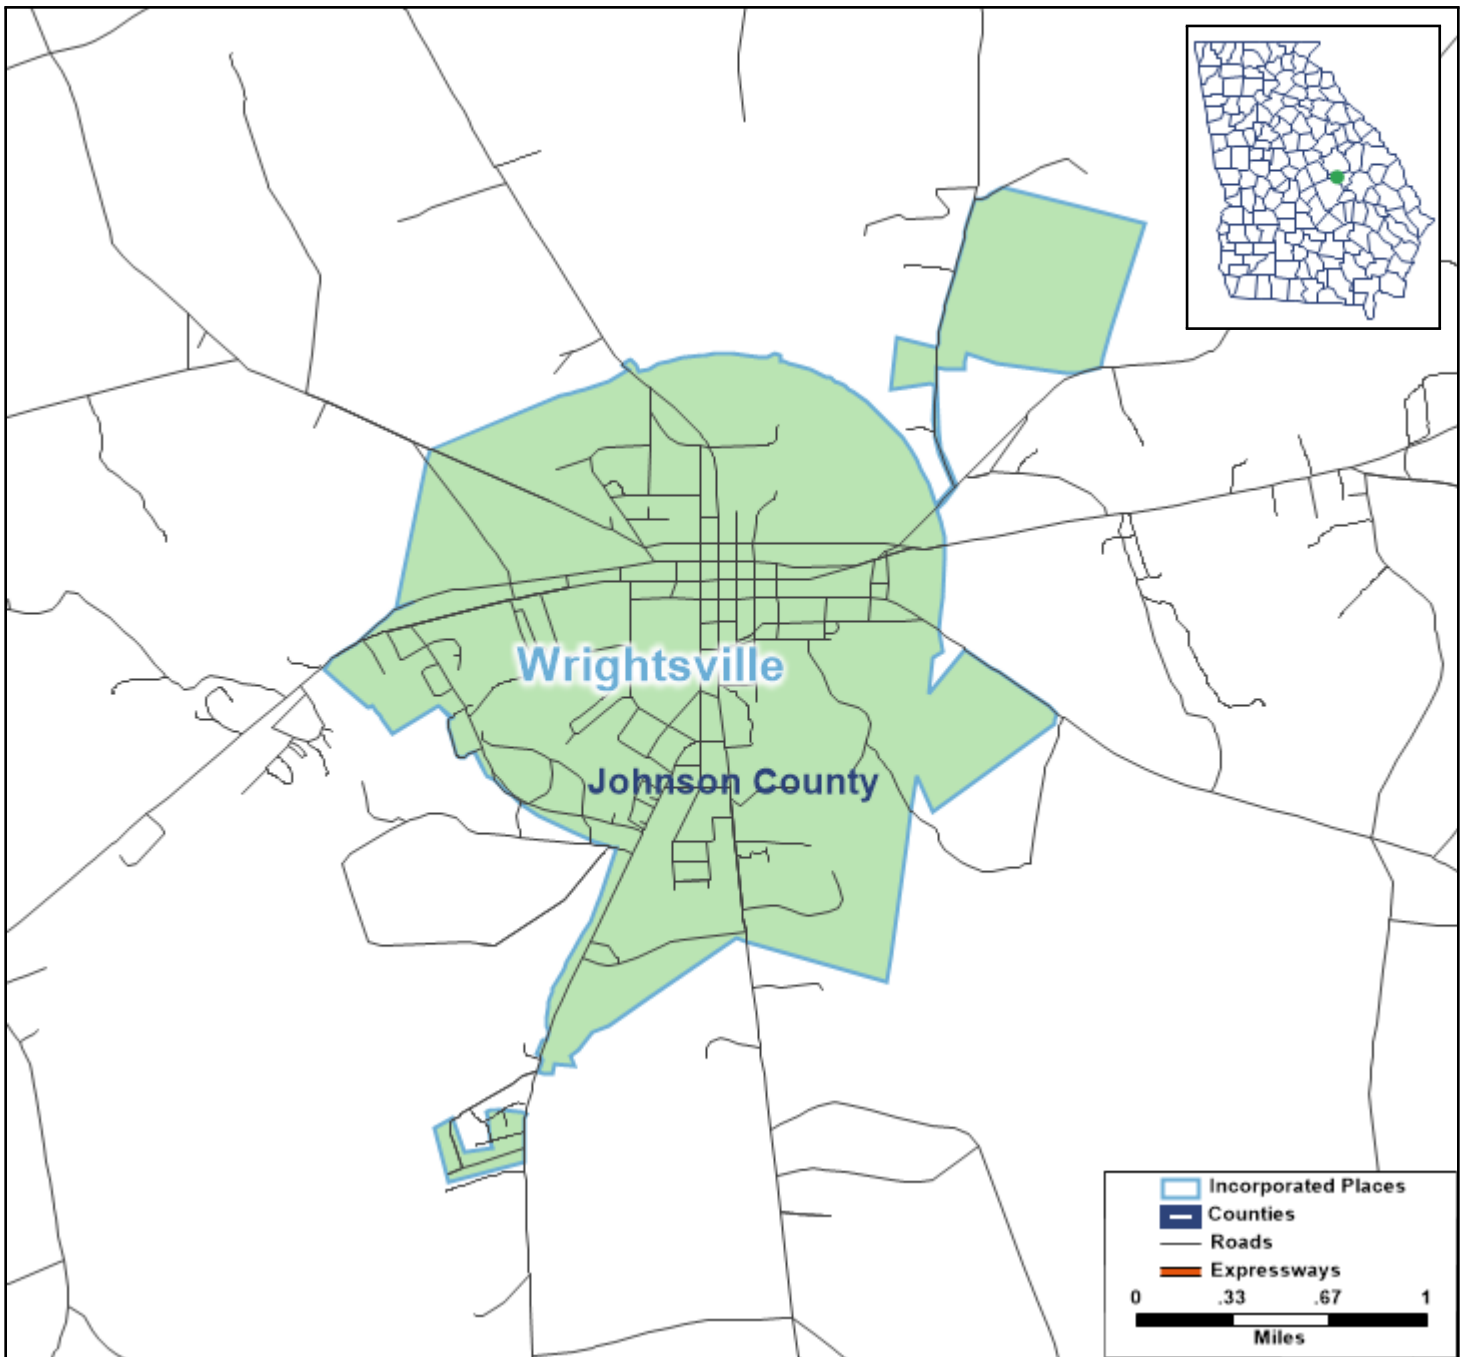 Wrightsville
Johnson County
Incorporated Places
Counties
Roads
Expressways
0 .33 .67 1
Miles